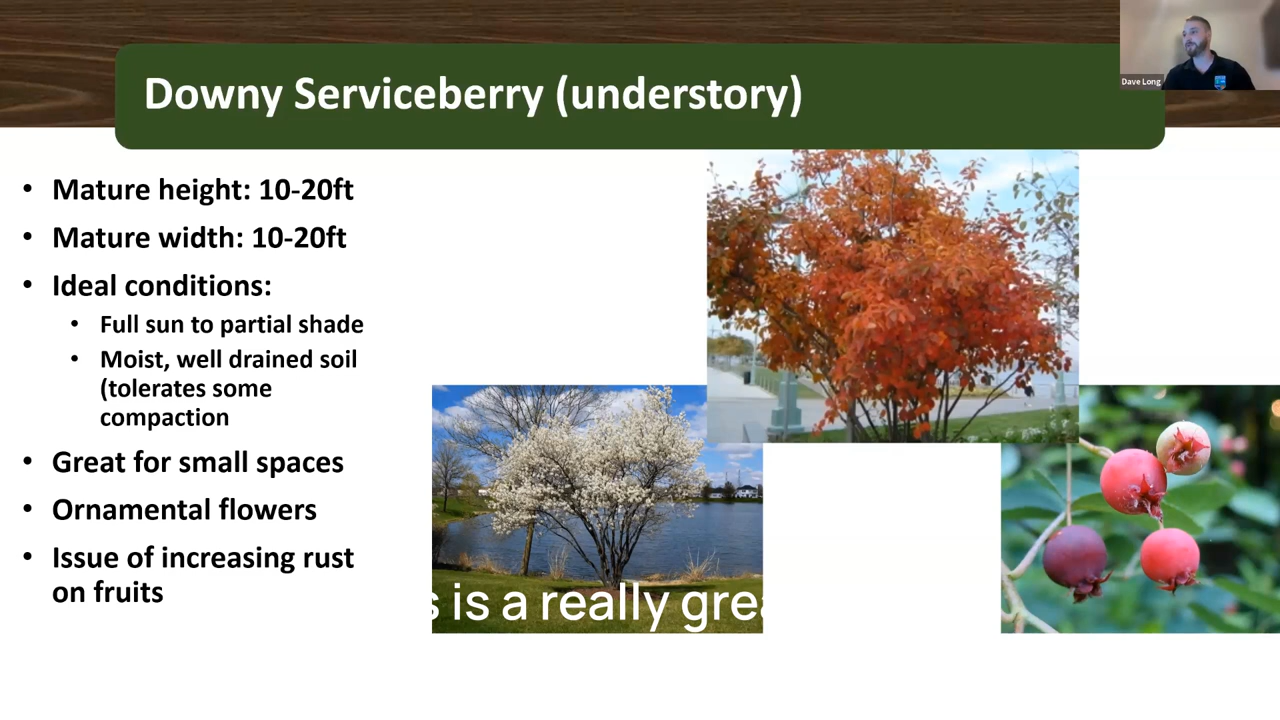 Downy Serviceberry (understory)
Dave Long
• Mature height: 10-20ft
• Mature width: 10-20ft
• Ideal conditions:
• Full sun to partial shade
• Moist, well drained soil
(tolerates some
compaction
• Great for small spaces
• Ornamental flowers
• Issue of increasing rust
on fruits
is a really